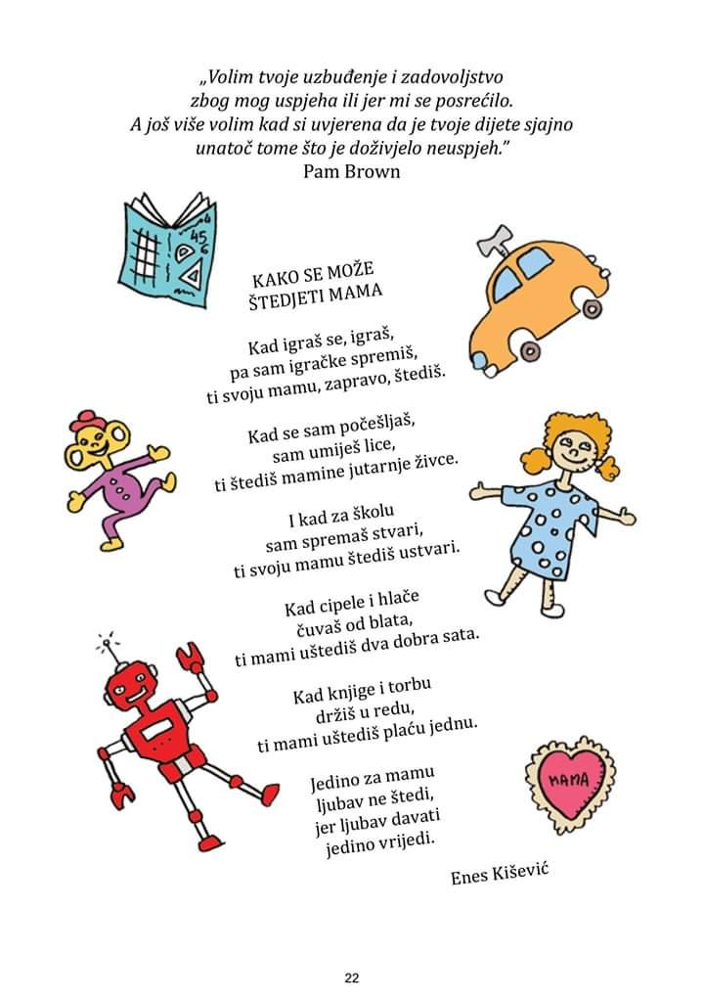 „Volim tvoje uzbuđenje i zadovoljstvo
zbog mog uspjeha ili jer mi se posrećilo.
A još više volim kad si uvjerena da je tvoje dijete sjajno
unatoč tome što je doživjelo neuspjeh.”
Pam Brown
4
45
6
KAKO SE MOŽE
ŠTEDJETI MAMA
Kad igraš se, igraš,
pa sam igračke spremiš,
ti svoju mamu, zapravo, štediš.
Kad se sam počešljaš,
sam umiješ lice,
ti štediš mamine jutarnje živce.
I kad za školu
sam spremaš stvari,
ti svoju mamu štediš ustvari.
Kad cipele i hlače
čuvaš od blata,
ti mami uštediš dva dobra sata.
Kad knjige i torbu
držiš u redu,
ti mami uštediš plaću jednu.
Jedino za mamu
ljubav ne štedi,
jer ljubav davati
jedino vrijedi.
MAMA
Enes Kišević
22